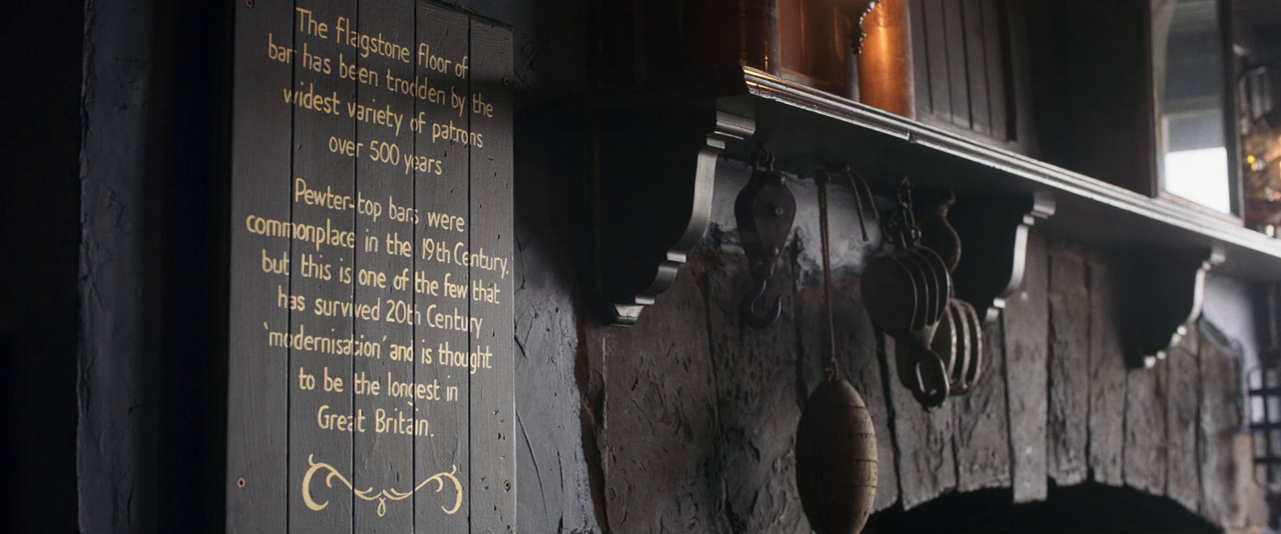 The flagstone floor of
bar has been trodden by the
widest variety of patrons
over 500 years
Pewter-top bars were
commonplace in the 19th Century.
but this is one of the few that
has survived 20th Century
'modernisation' and is thought
to be the longest in
Great Britain.